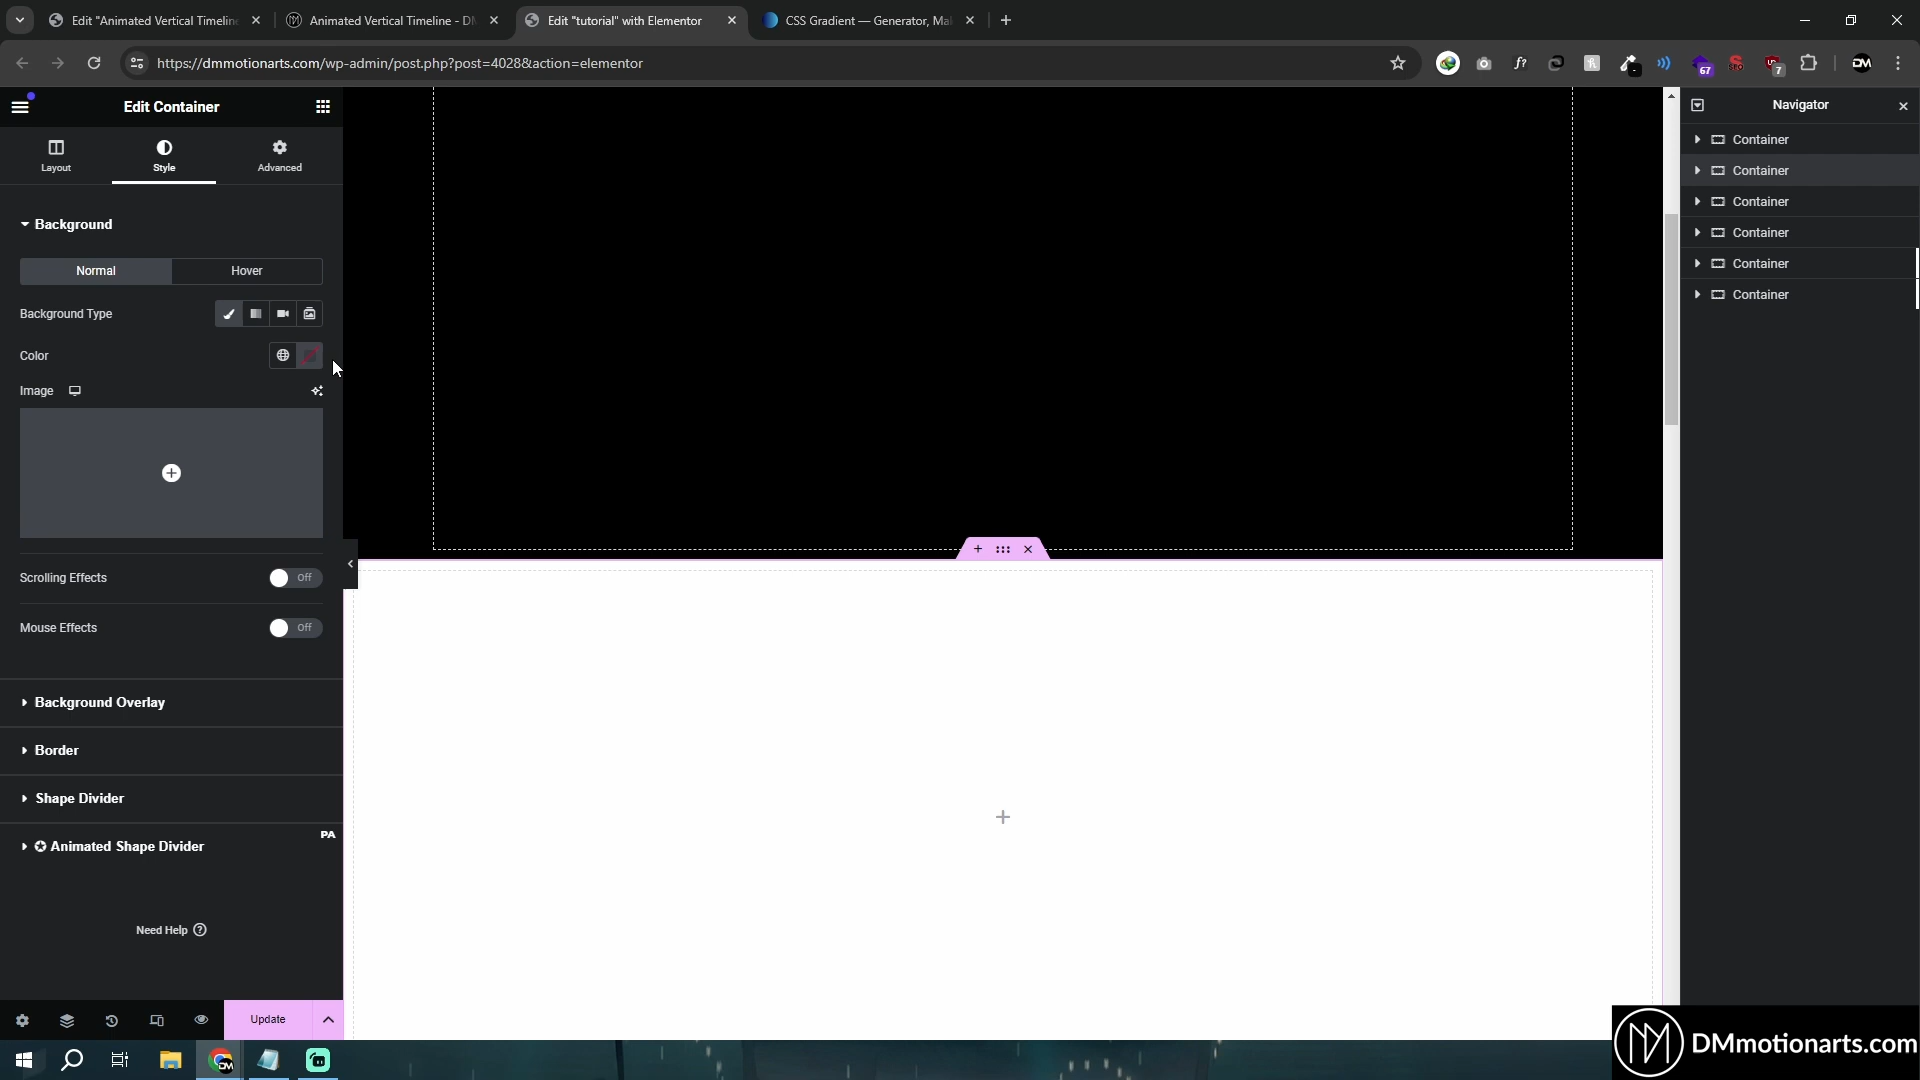 Edit "Animated Vertical Timeline
Animated Vertical Timeline - DM
Edit "tutorial" with Elementor
CSS Gradient — Generator, Ma
https://dmmotionarts.com/wp-admin/post.php?post=4028&action=elementor
67
7
Edit Container
Layout
Style
Advanced
Background
Normal
Hover
Background Type
Color
Image
Scrolling Effects
Off
Mouse Effects
Off
Background Overlay
Border
Shape Divider
PA
Animated Shape Divider
Need Help
Update
Navigator
Container
Container
Container
Container
Container
Container
DMmotionarts.com